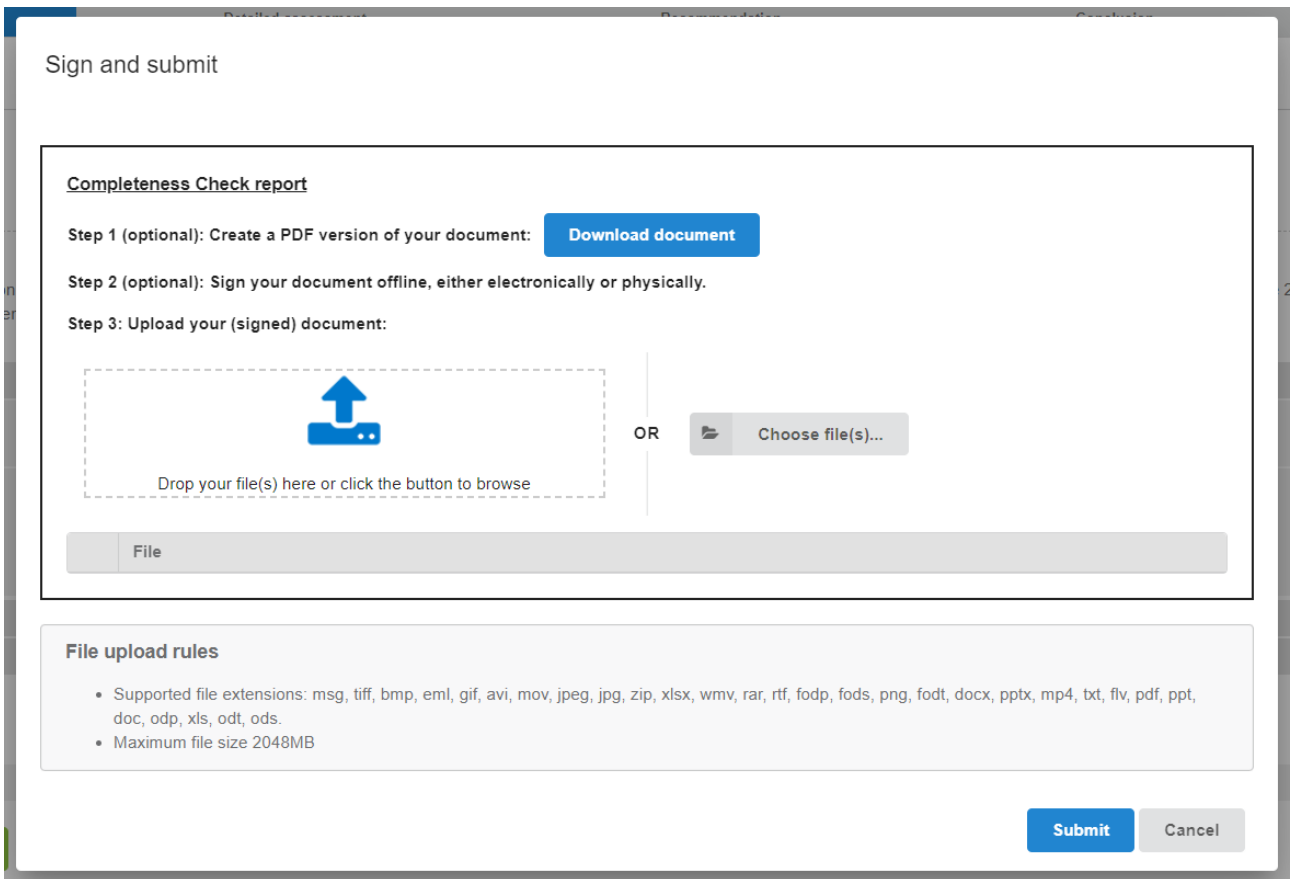 Detailed assessment Recommendation Conclusion
Sign and submit
Completeness Check report
Step 1 (optional): Create a PDF version of your document: Download document
Step 2 (optional): Sign your document offline, either electronically or physically.
Step 3: Upload your (signed) document:
OR
Choose file(s)...
Drop your file(s) here or click the button to browse
File
File upload rules
• Supported file extensions: msg, tiff, bmp, eml, gif, avi, mov, jpeg, jpg, zip, xlsx, wmv, rar, rtf, fodp, fods, png, fodt, docx, pptx, mp4, txt, flv, pdf, ppt,
doc, odp, xls, odt, ods.
• Maximum file size 2048MB
Submit Cancel